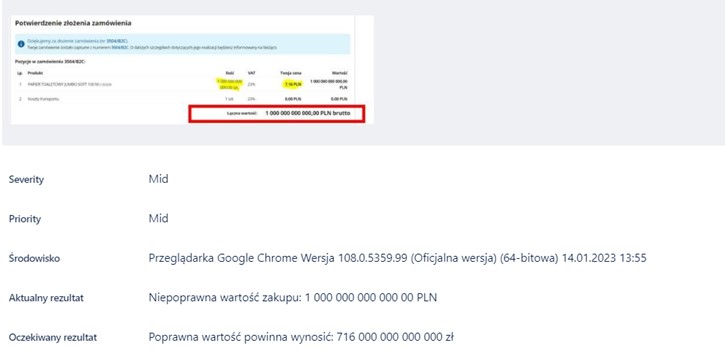 Potwierdzenie złożenia zamówienia
Dziękujemy za złożenie zamówienia (nr 3504/B2C).
Twoje zamówienie zostało zapisane z numerem 3504/B2C. O dalszych szczegółach dotyczących jego realizacji będziesz informowany na bieżąco.
Pozycje w zamówieniu 3504/B2C:
Lp. Produkt Ilość VAT Twoja cena Wartość
1 PAPIER TOALETOWY JUMBO SOFT 23% 7,16 PLN 1 000 000 000 000,00 PLN
2 Koszty transportu 1 szt 23% 0,00 PLN 0,00 PLN
Łączna wartość: 1 000 000 000 000,00 PLN brutto
Severity Mid
Priority Mid
Środowisko Przeglądarka Google Chrome Wersja 108.0.5359.99 (Oficjalna wersja) (64-bitowa) 14.01.2023 13:55
Aktualny rezultat Niepoprawna wartość zakupu: 1 000 000 000 000 00 PLN
Oczekiwany rezultat Poprawna wartość powinna wynosić: 716 000 000 000 000 zł